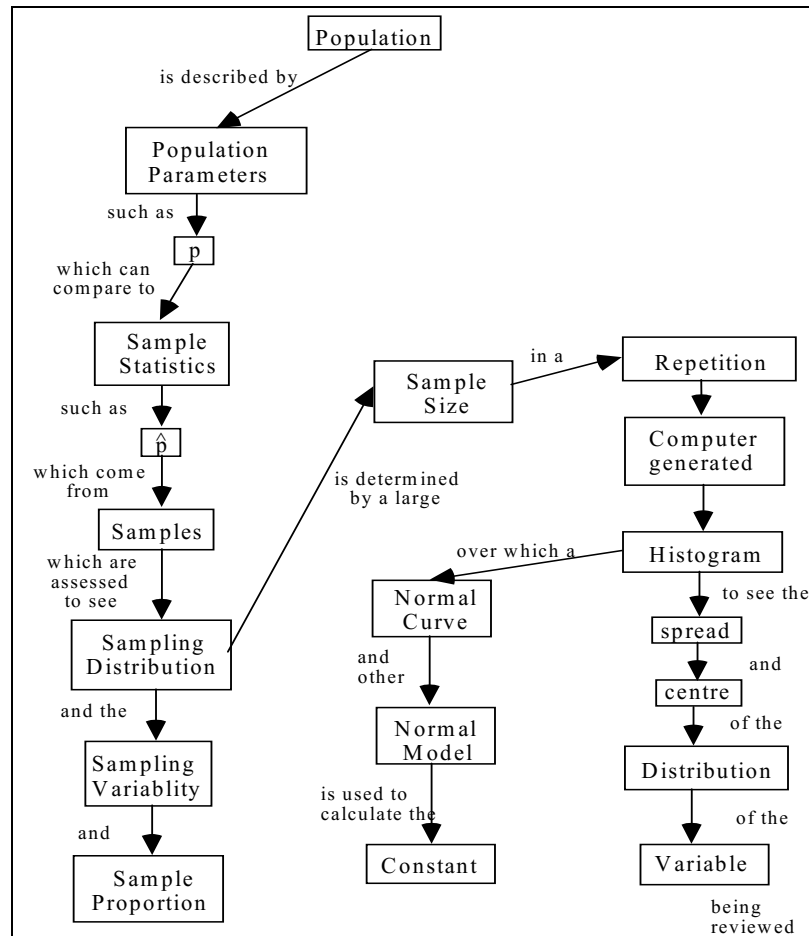 Population
is described by
Population
Parameters
such as
p
which can
compare to
Sample
Statistics
such as
p̂
which come
from
Samples
which are
assessed
to see
Sampling
Distribution
and the
Sampling
Variablity
and
Sample
Proportion
is determined
by a large
Sample
Size
in a
Repetition
Computer
generated
Histogram
over which a
Normal
Curve
and
other
Normal
Model
is used to
calculate the
Constant
to see the
spread
and
centre
of the
Distribution
of the
Variable
being
reviewed